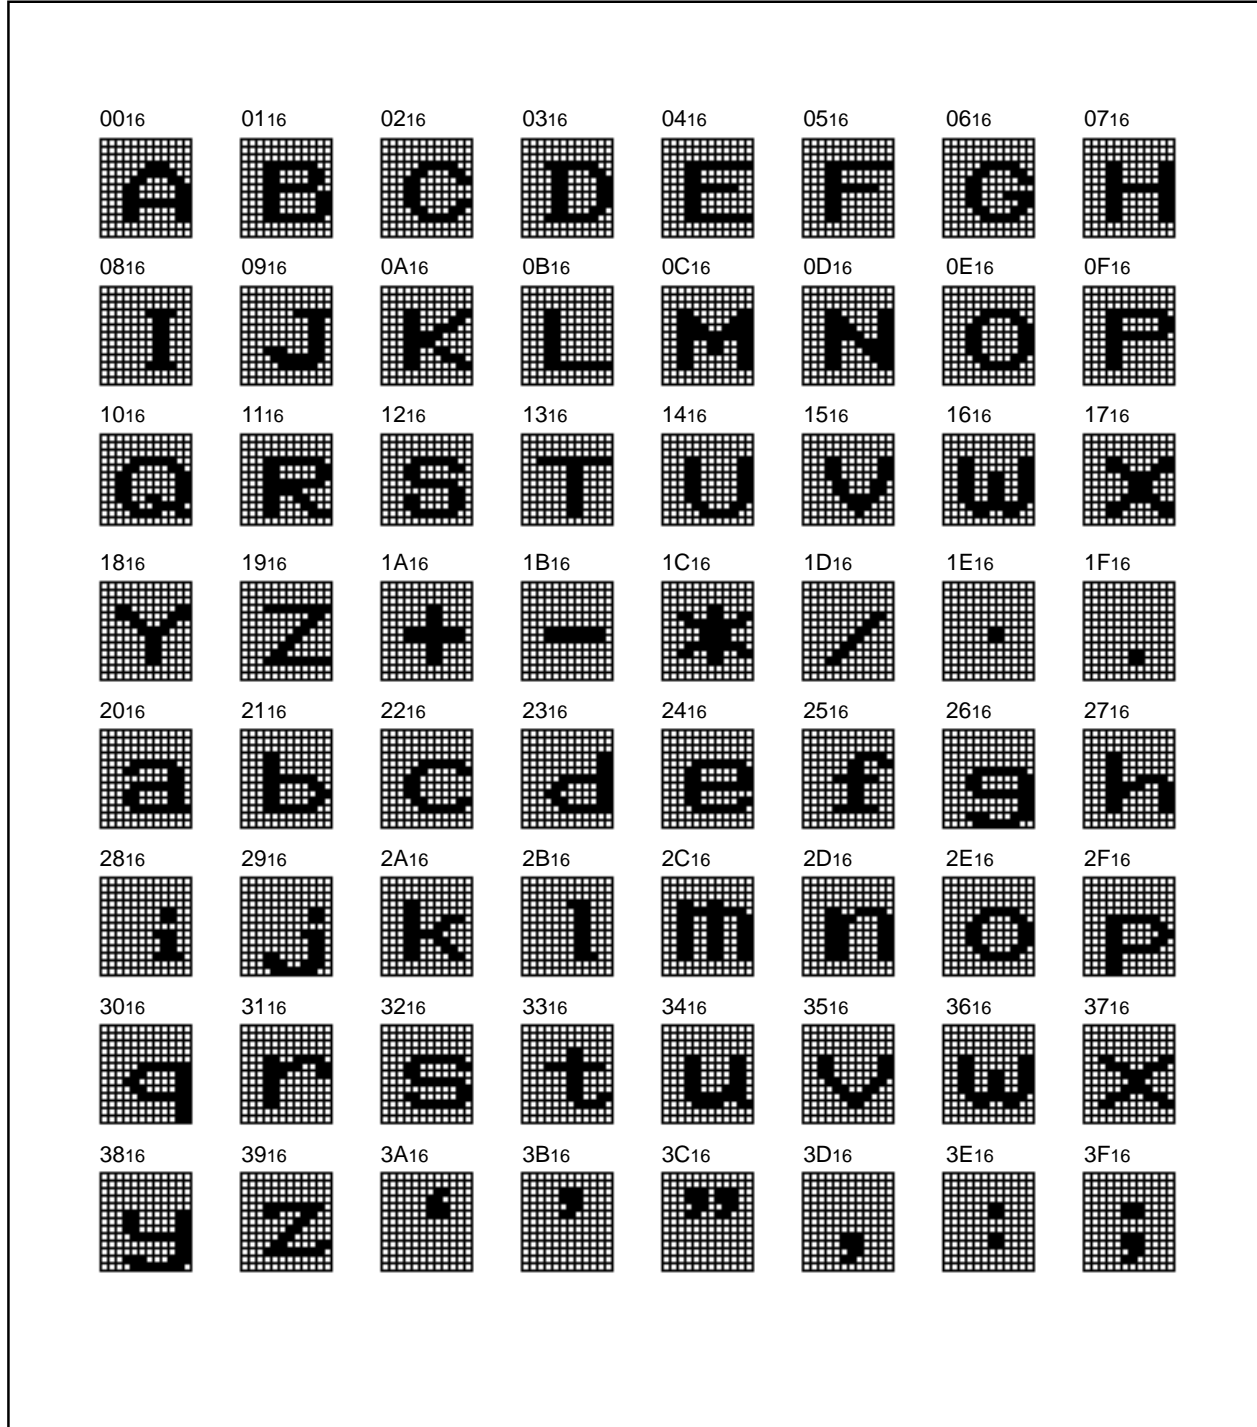 0016 0116 0216 0316 0416 0516 0616 0716
A B C D E F G H
0816 0916 0A16 0B16 0C16 0D16 0E16 0F16
I J K L M N O P
1016 1116 1216 1316 1416 1516 1616 1716
Q R S T U V W X
1816 1916 1A16 1B16 1C16 1D16 1E16 1F16
Y Z + - * / · .
2016 2116 2216 2316 2416 2516 2616 2716
a b c d e f g h
2816 2916 2A16 2B16 2C16 2D16 2E16 2F16
i j k l m n o p
3016 3116 3216 3316 3416 3516 3616 3716
q r s t u v w x
3816 3916 3A16 3B16 3C16 3D16 3E16 3F16
y z ‘ ’ ” , : ;